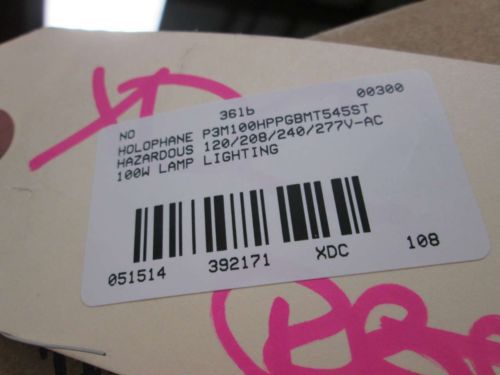 361b 00300
NO
HOLOPHANE P3M100HPPGBMT545ST
HAZARDOUS 120/208/240/277V-AC
100W LAMP LIGHTING
051514 392171 XDC 108